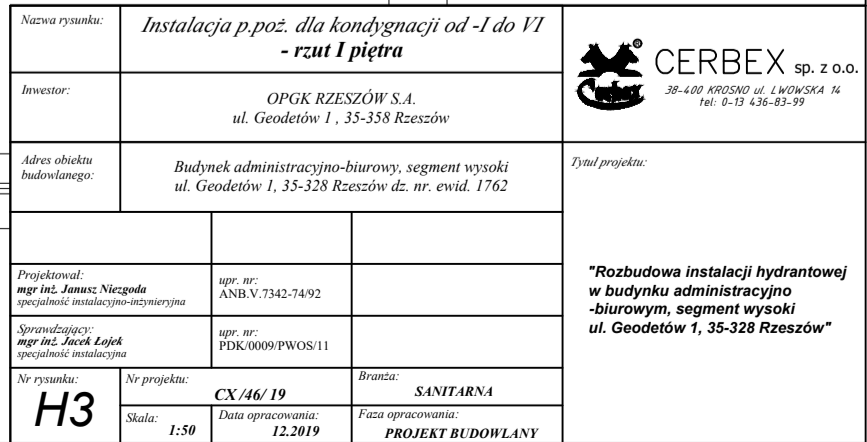 Nazwa rysunku:
Instalacja p.poż. dla kondygnacji od -I do VI
- rzut I piętra
Inwestor:
OPGK RZESZÓW S.A.
ul. Geodetów 1 , 35-358 Rzeszów
Adres obiektu
budowlanego:
Budynek administracyjno-biurowy, segment wysoki
ul. Geodetów 1, 35-328 Rzeszów dz. nr. ewid. 1762
Projektował:
mgr inż. Janusz Niezgoda
specjalność instalacyjno-inżynieryjna
upr. nr:
ANB.V.7342-74/92
Sprawdzający:
mgr inż. Jacek Łojek
specjalność instalacyjna
upr. nr:
PDK/0009/PWOS/11
Nr rysunku:
H3
Nr projektu:
CX /46/ 19
Branża:
SANITARNA
Skala:
1:50
Data opracowania:
12.2019
Faza opracowania:
PROJEKT BUDOWLANY
Cerbex
®
CERBEX sp. z o.o.
38-400 KROSNO ul. LWOWSKA 14
tel: 0-13 436-83-99
Tytuł projektu:
"Rozbudowa instalacji hydrantowej
w budynku administracyjno
-biurowym, segment wysoki
ul. Geodetów 1, 35-328 Rzeszów"